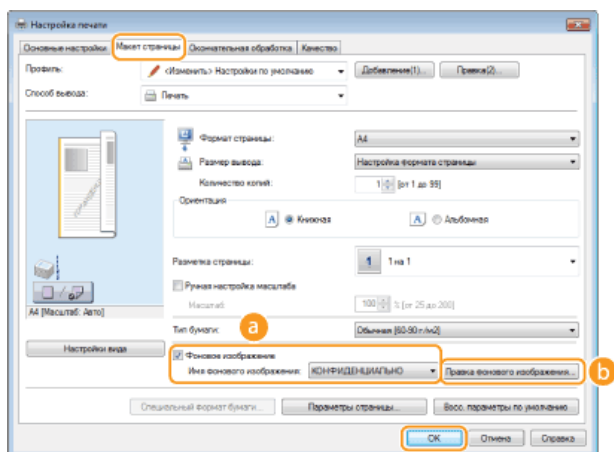 Настройка печати
Основные настройки Макет страницы Окончательная обработка Качество
Профиль: <Изменить> Настройки по умолчанию Добавление(1)... Правка(2)...
Способ вывода: Печать
Формат страницы: A4
Размер вывода: Настройка формата страницы
Количество копий: 1 [от 1 до 99]
Ориентация
A Книжная A Альбомная
Разметка страницы: 1 1 на 1
Ручная настройка масштаба
Масштаб: 100 % [от 25 до 200]
A4 [Масштаб: Авто]
a
Тип бумаги: Обычная [60-90 г/м2]
Настройки вида
Фоновое изображение
Имя фонового изображения: КОНФИДЕНЦИАЛЬНО Правка фонового изображения... b
Специальный формат бумаги... Параметры страницы... Восс. параметры по умолчанию
OK Отмена Справка